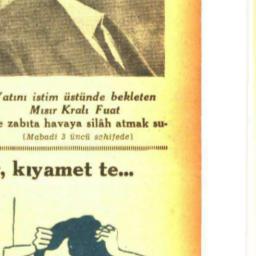 Yatını istim üstünde bekleten
Mısır Kralı Fuat
e zabıta havaya silâh atmak su-
(Mabadi 3 üncü sahifede)
, kıyamet te...